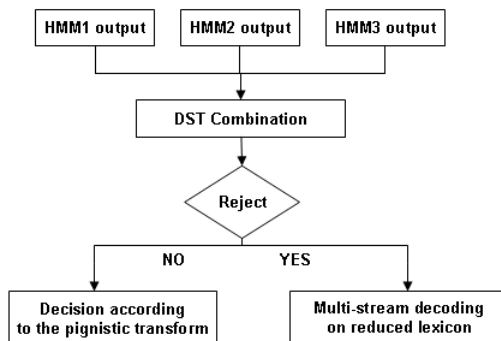 HMM1 output
HMM2 output
HMM3 output
DST Combination
Reject
NO
YES
Decision according
to the pignistic transform
Multi-stream decoding
on reduced lexicon